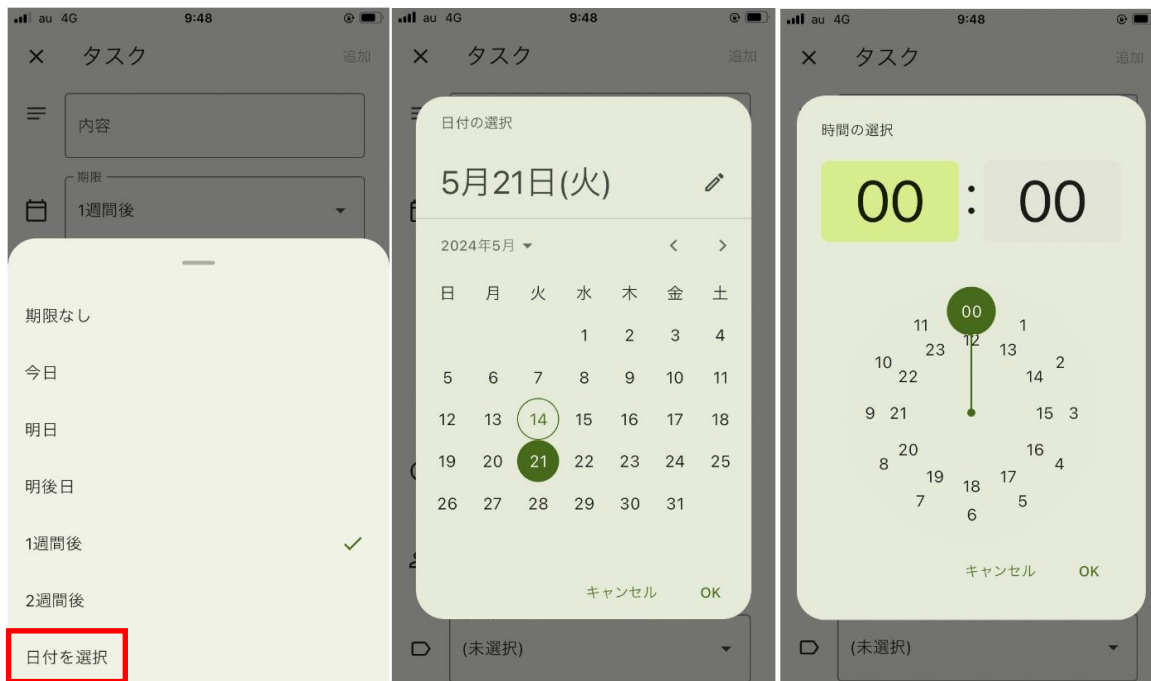 au 4G 9:48
× タスク 追加
内容
期限
1週間後
期限なし
今日
明日
明後日
1週間後
2週間後
日付を選択
au 4G 9:48
× タスク 追加
日付の選択
5月21日(火)
2024年5月
日 月 火 水 木 金 土
1 2 3 4
5 6 7 8 9 10 11
12 13 14 15 16 17 18
19 20 21 22 23 24 25
26 27 28 29 30 31
キャンセル OK
(未選択)
au 4G 9:48
× タスク 追加
時間の選択
00 : 00
00
11 12 1
23 13
10 2
22 14
9 21 15 3
20 16
8 4
19 18 17
7 6 5
キャンセル OK
(未選択)